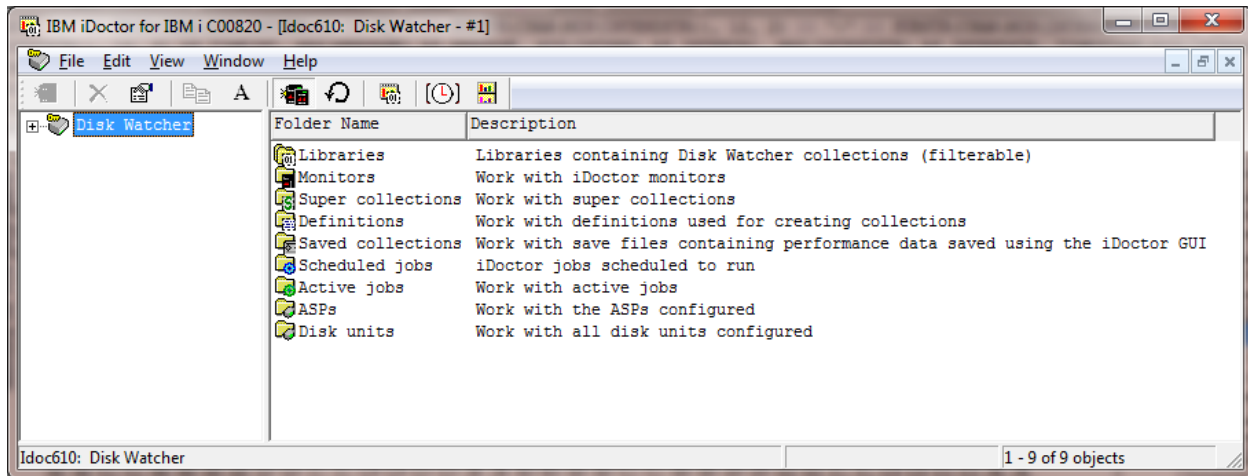 IBM iDoctor for IBM i C00820 - [Idoc610: Disk Watcher - #1]
File Edit View Window Help
Disk Watcher
Folder Name Description
Libraries Libraries containing Disk Watcher collections (filterable)
Monitors Work with iDoctor monitors
Super collections Work with super collections
Definitions Work with definitions used for creating collections
Saved collections Work with save files containing performance data saved using the iDoctor GUI
Scheduled jobs iDoctor jobs scheduled to run
Active jobs Work with active jobs
ASPs Work with the ASPs configured
Disk units Work with all disk units configured
Idoc610: Disk Watcher 1 - 9 of 9 objects